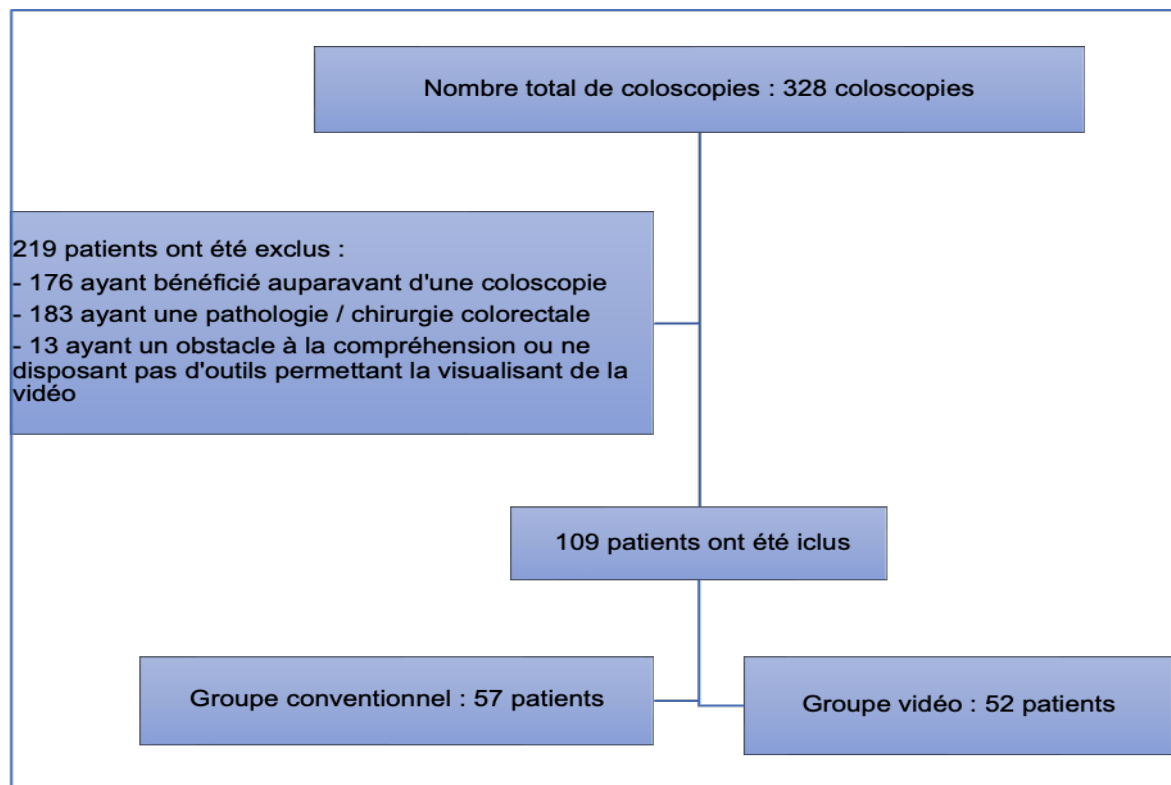 Nombre total de coloscopies : 328 coloscopies
219 patients ont été exclus :
- 176 ayant bénéficié auparavant d'une coloscopie
- 183 ayant une pathologie / chirurgie colorectale
- 13 ayant un obstacle à la compréhension ou ne
disposant pas d'outils permettant la visualisant de la
vidéo
109 patients ont été iclus
Groupe conventionnel : 57 patients
Groupe vidéo : 52 patients